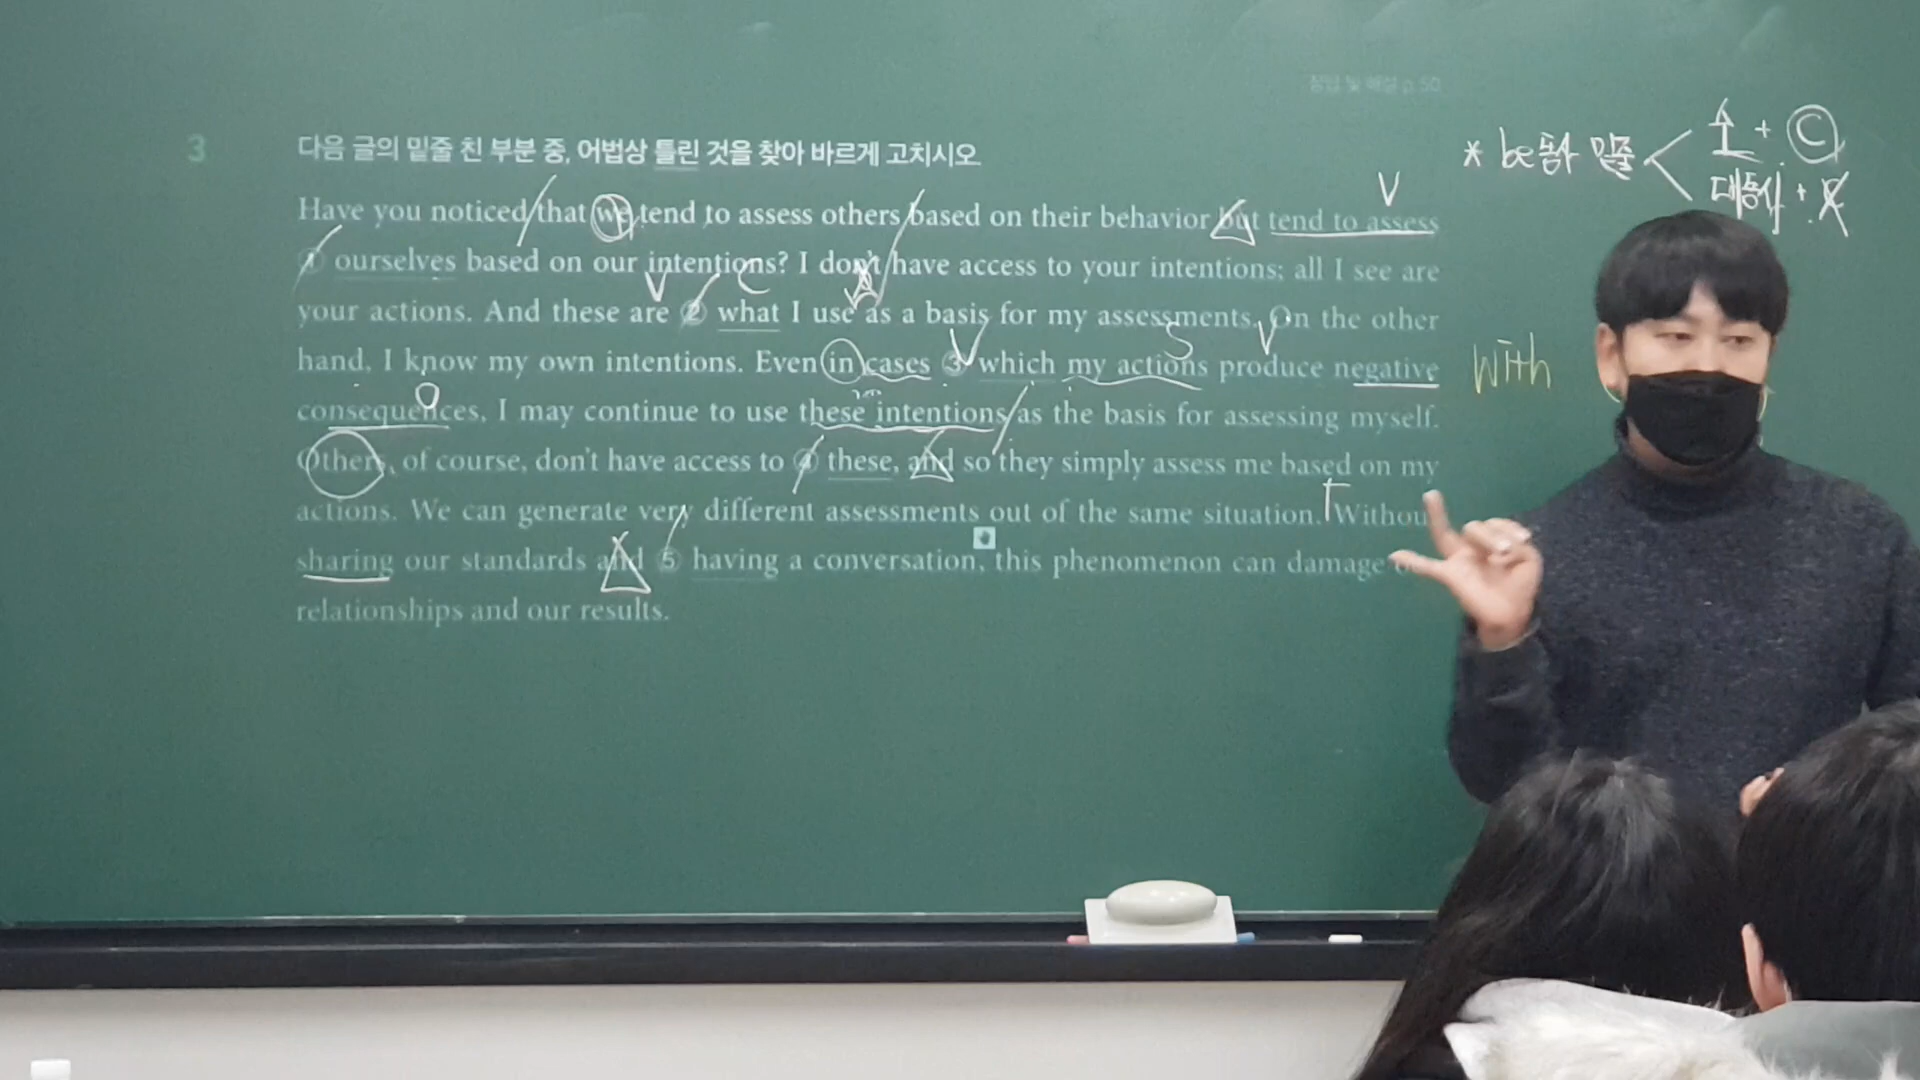 정답 및 해설 p.50
3 다음 글의 밑줄 친 부분 중, 어법상 틀린 것을 찾아 바르게 고치시오
Have you noticed that we tend to assess others based on their behavior but tend to assess
① ourselves based on our intentions? I don't have access to your intentions; all I see are
your actions. And these are ② what I use as a basis for my assessments. On the other
hand, I know my own intentions. Even in cases ③ which my actions produce negative
consequences, I may continue to use these intentions as the basis for assessing myself.
Others, of course, don't have access to ④ these, and so they simply assess me based on my
actions. We can generate very different assessments out of the same situation. Withou
sharing our standards and ⑤ having a conversation, this phenomenon can damage
relationships and our results.
V
V
C
V
S
V
O
* be동사 밑줄
+ C
대동사 +
with